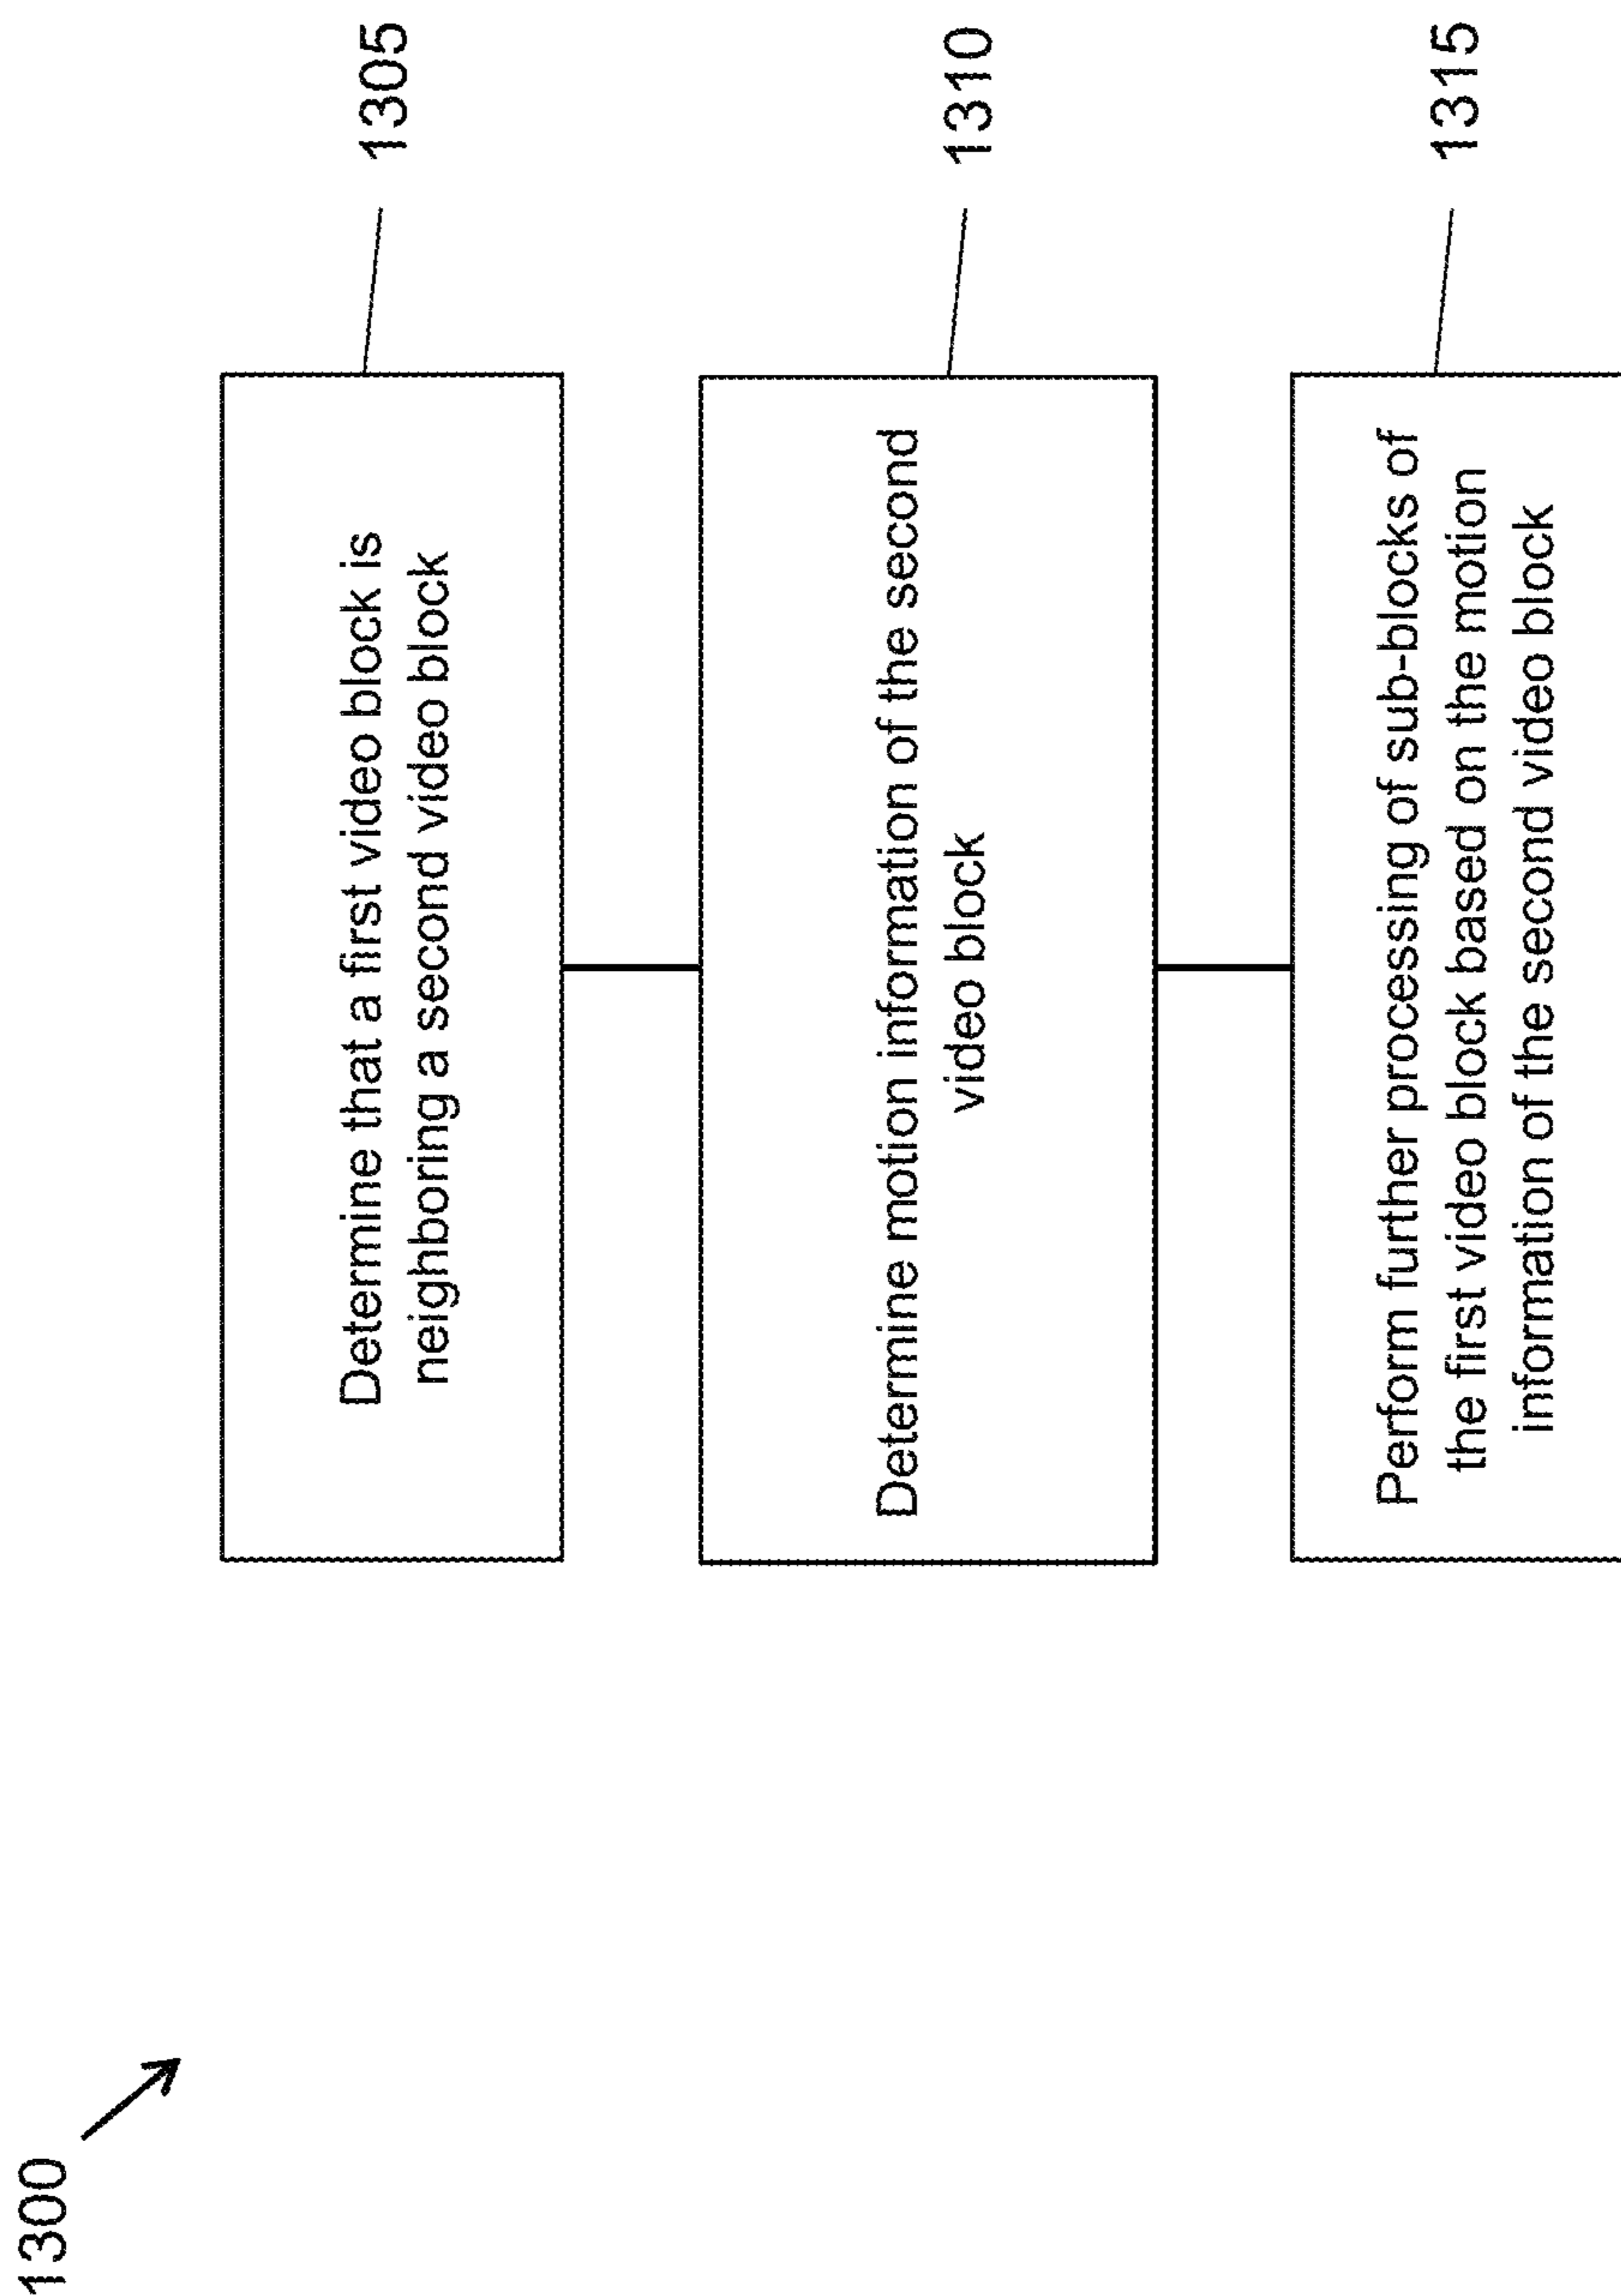 1300
Determine that a first video block is
neighboring a second video block
1305
Determine motion information of the second
video block
1310
Perform further processing of sub-blocks of
the first video block based on the motion
information of the second video block
1315